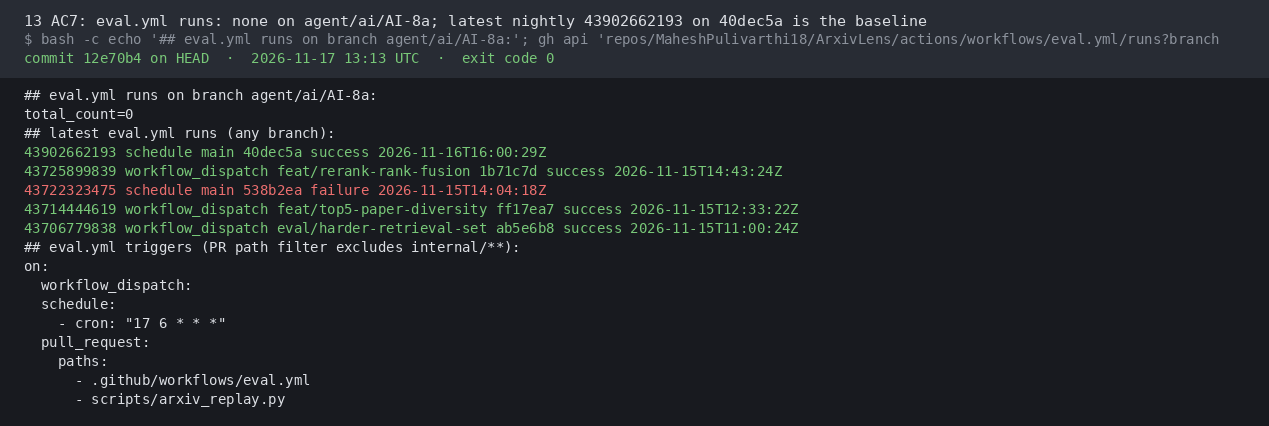 13 AC7: eval.yml runs: none on agent/ai/AI-8a; latest nightly 43902662193 on 40dec5a is the baseline
$ bash -c echo '## eval.yml runs on branch agent/ai/AI-8a:'; gh api 'repos/MaheshPulivarthi18/ArxivLens/actions/workflows/eval.yml/runs?branch
commit 12e70b4 on HEAD  ·  2026-11-17 13:13 UTC  ·  exit code 0
## eval.yml runs on branch agent/ai/AI-8a:
total_count=0
## latest eval.yml runs (any branch):
43902662193 schedule main 40dec5a success 2026-11-16T16:00:29Z
43725899839 workflow_dispatch feat/rerank-rank-fusion 1b71c7d success 2026-11-15T14:43:24Z
43722323475 schedule main 538b2ea failure 2026-11-15T14:04:18Z
43714444619 workflow_dispatch feat/top5-paper-diversity ff17ea7 success 2026-11-15T12:33:22Z
43706779838 workflow_dispatch eval/harder-retrieval-set ab5e6b8 success 2026-11-15T11:00:24Z
## eval.yml triggers (PR path filter excludes internal/**):
on:
  workflow_dispatch:
  schedule:
    - cron: "17 6 * * *"
  pull_request:
    paths:
      - .github/workflows/eval.yml
      - scripts/arxiv_replay.py